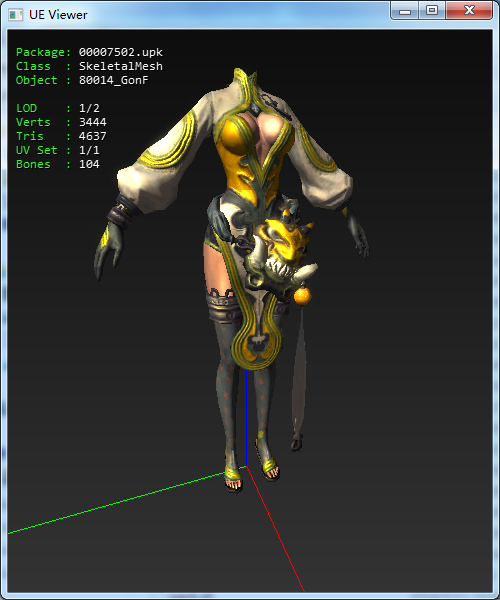 UE Viewer
Package: 00007502.upk
Class : SkeletalMesh
Object : 80014_GonF
LOD : 1/2
Verts : 3444
Tris : 4637
UV Set : 1/1
Bones : 104